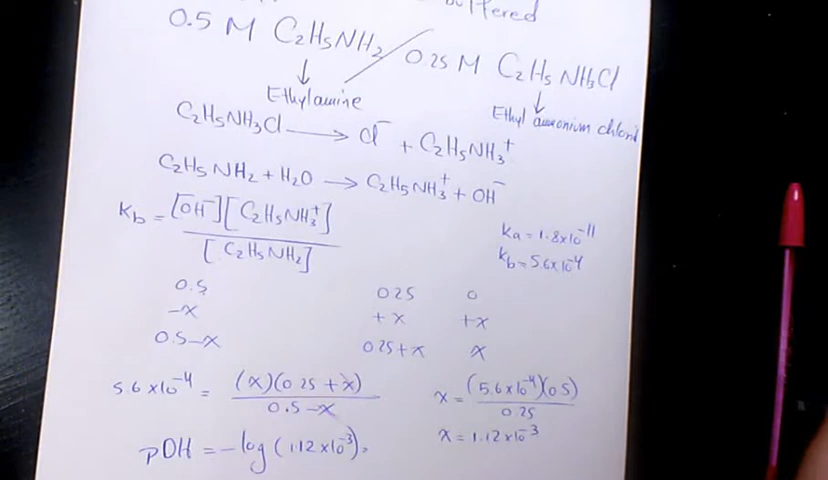 buffered
0.5 M C₂H₅NH₂ / 0.25 M C₂H₅NH₃Cl
↓ ↓
Ethylamine Ethyl ammonium chlorid
C₂H₅NH₃Cl ⟶ Cl⁻ + C₂H₅NH₃⁺
C₂H₅NH₂ + H₂O ⟶ C₂H₅NH₃⁺ + OH⁻
Kb = [OH⁻][C₂H₅NH₃⁺] / [C₂H₅NH₂]
Ka = 1.8x10⁻¹¹
Kb = 5.6x10⁻⁴
0.5 0.25 0
-x +x +x
0.5-x 0.25+x x
5.6x10⁻⁴ = (x)(0.25+x) / 0.5-x
x = (5.6x10⁻⁴)(0.5) / 0.25
x = 1.12x10⁻³
pOH = -log(1.12x10⁻³)